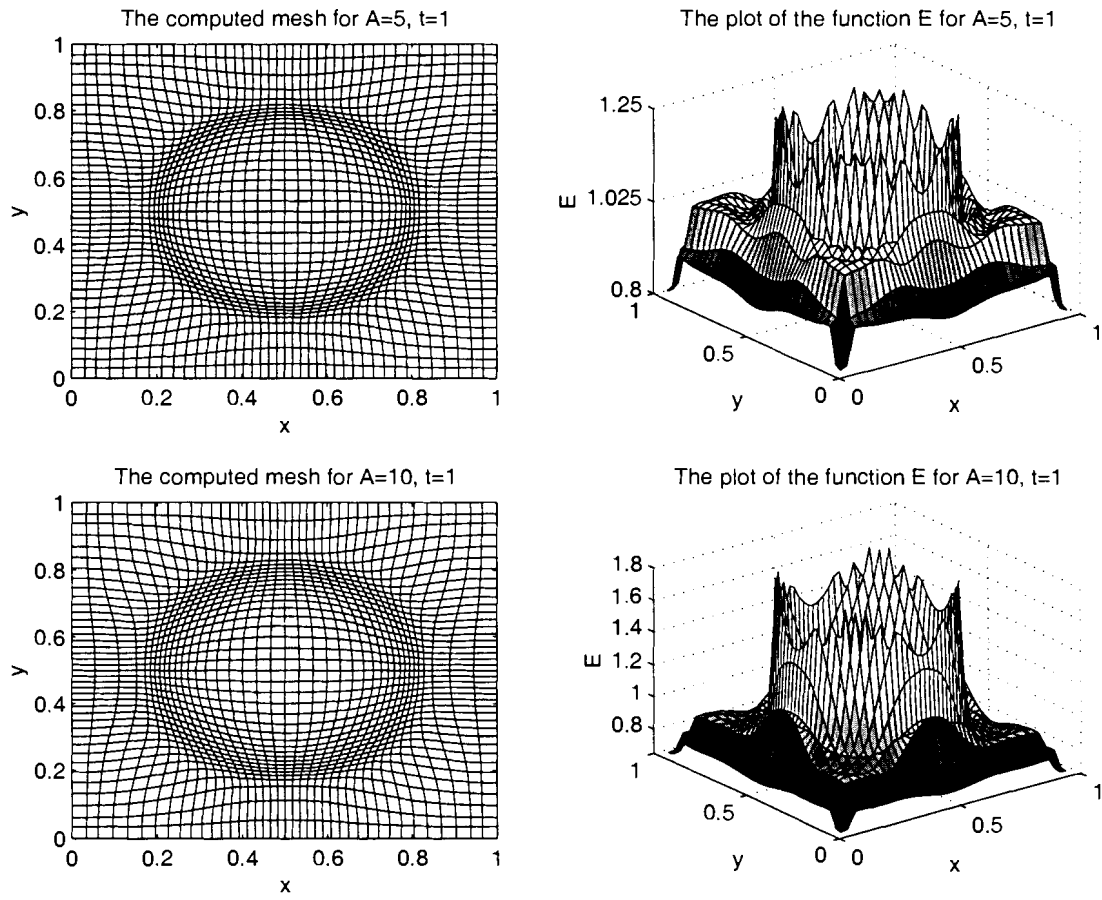 The computed mesh for A=5, t=1
1
0.8
0.6
y
0.4
0.2
0
0 0.2 0.4 0.6 0.8 1
x
The plot of the function E for A=5, t=1
1.25
1.025
E
0.8
1
0.5
0
y
0
0.5
1
x
The computed mesh for A=10, t=1
1
0.8
0.6
y
0.4
0.2
0
0 0.2 0.4 0.6 0.8 1
x
The plot of the function E for A=10, t=1
1.8
1.6
1.4
E
1.2
1
0.8
1
0.5
0
y
0
0.5
1
x